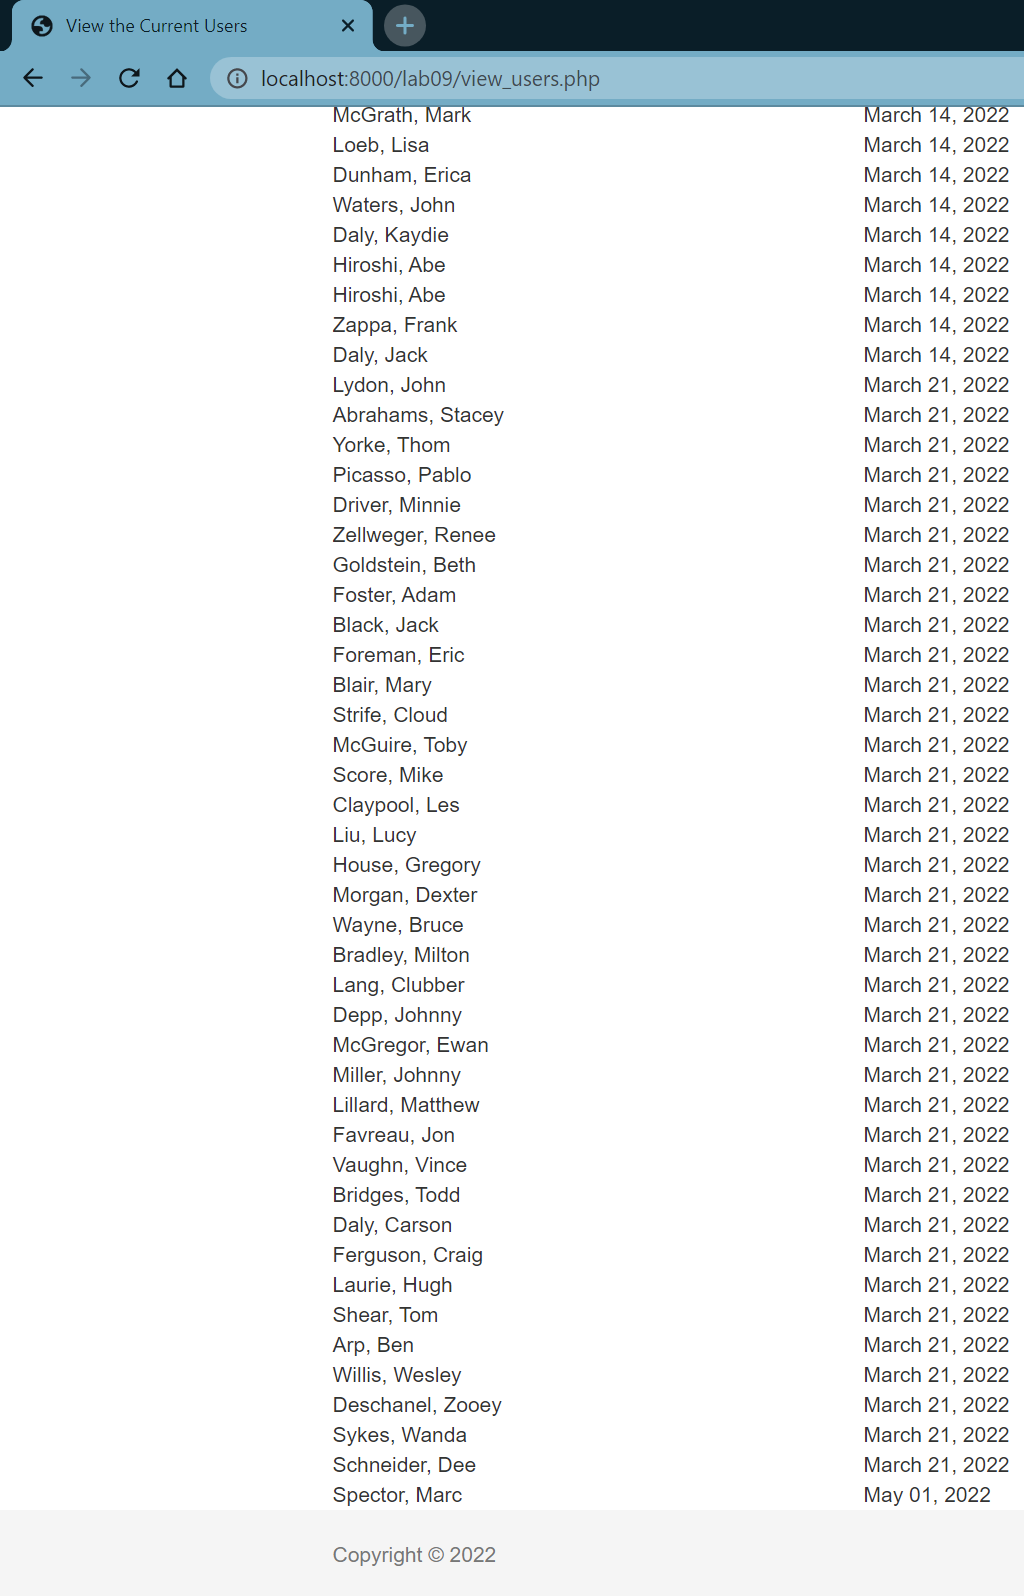 View the Current Users
localhost:8000/lab09/view_users.php
McGrath, Mark March 14, 2022
Loeb, Lisa March 14, 2022
Dunham, Erica March 14, 2022
Waters, John March 14, 2022
Daly, Kaydie March 14, 2022
Hiroshi, Abe March 14, 2022
Hiroshi, Abe March 14, 2022
Zappa, Frank March 14, 2022
Daly, Jack March 14, 2022
Lydon, John March 21, 2022
Abrahams, Stacey March 21, 2022
Yorke, Thom March 21, 2022
Picasso, Pablo March 21, 2022
Driver, Minnie March 21, 2022
Zellweger, Renee March 21, 2022
Goldstein, Beth March 21, 2022
Foster, Adam March 21, 2022
Black, Jack March 21, 2022
Foreman, Eric March 21, 2022
Blair, Mary March 21, 2022
Strife, Cloud March 21, 2022
McGuire, Toby March 21, 2022
Score, Mike March 21, 2022
Claypool, Les March 21, 2022
Liu, Lucy March 21, 2022
House, Gregory March 21, 2022
Morgan, Dexter March 21, 2022
Wayne, Bruce March 21, 2022
Bradley, Milton March 21, 2022
Lang, Clubber March 21, 2022
Depp, Johnny March 21, 2022
McGregor, Ewan March 21, 2022
Miller, Johnny March 21, 2022
Lillard, Matthew March 21, 2022
Favreau, Jon March 21, 2022
Vaughn, Vince March 21, 2022
Bridges, Todd March 21, 2022
Daly, Carson March 21, 2022
Ferguson, Craig March 21, 2022
Laurie, Hugh March 21, 2022
Shear, Tom March 21, 2022
Arp, Ben March 21, 2022
Willis, Wesley March 21, 2022
Deschanel, Zooey March 21, 2022
Sykes, Wanda March 21, 2022
Schneider, Dee March 21, 2022
Spector, Marc May 01, 2022
Copyright © 2022